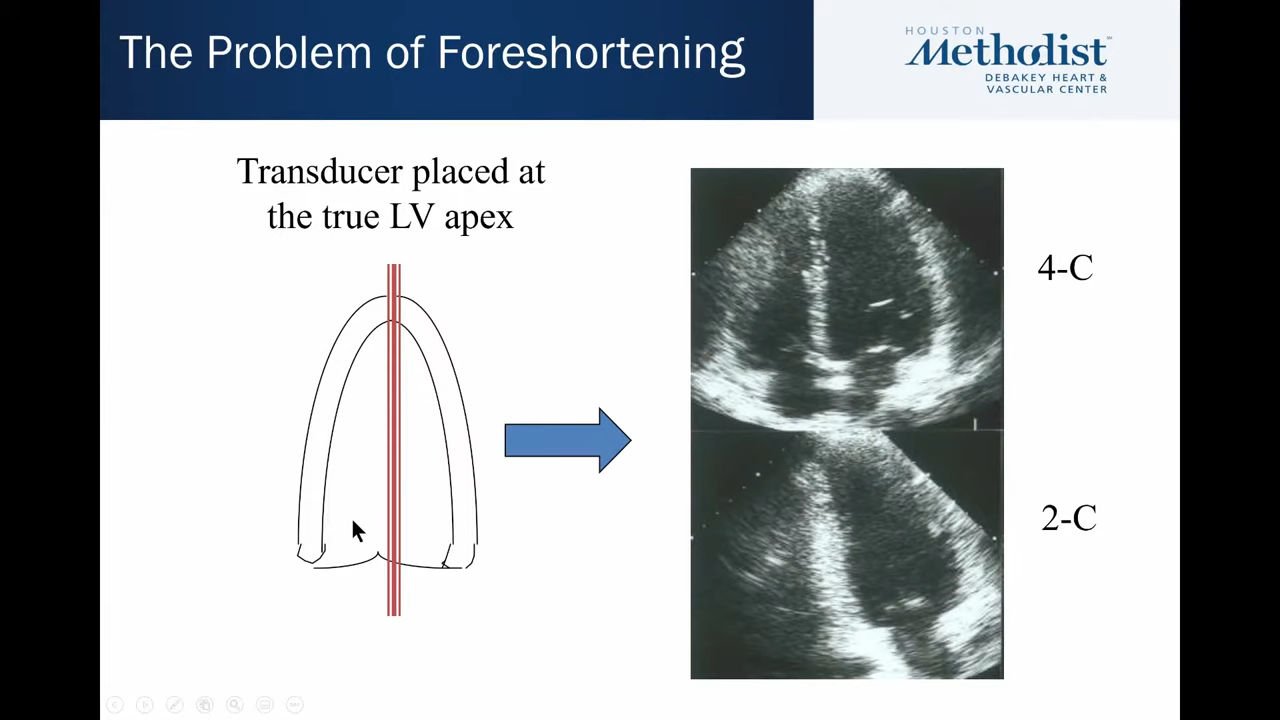 The Problem of Foreshortening
HOUSTON
Methodist
DEBAKEY HEART &
VASCULAR CENTER
Transducer placed at
the true LV apex
4-C
2-C